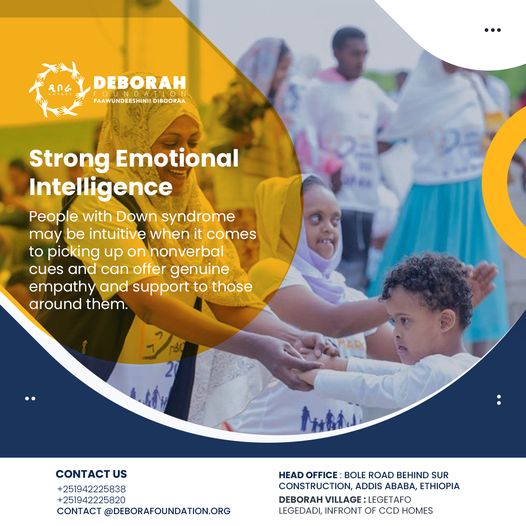 ዲቦራ
DEBORAH
FOUNDATION
FAAWUNDEESHINII DIBOORAA
Strong Emotional
Intelligence
People with Down syndrome
may be intuitive when it comes
to picking up on nonverbal
cues and can offer genuine
empathy and support to those
around them.
CONTACT US
+251942225838
+251942225820
CONTACT @DEBORAFOUNDATION.ORG
HEAD OFFICE : BOLE ROAD BEHIND SUR
CONSTRUCTION, ADDIS ABABA, ETHIOPIA
DEBORAH VILLAGE : LEGETAFO
LEGEDADI, INFRONT OF CCD HOMES